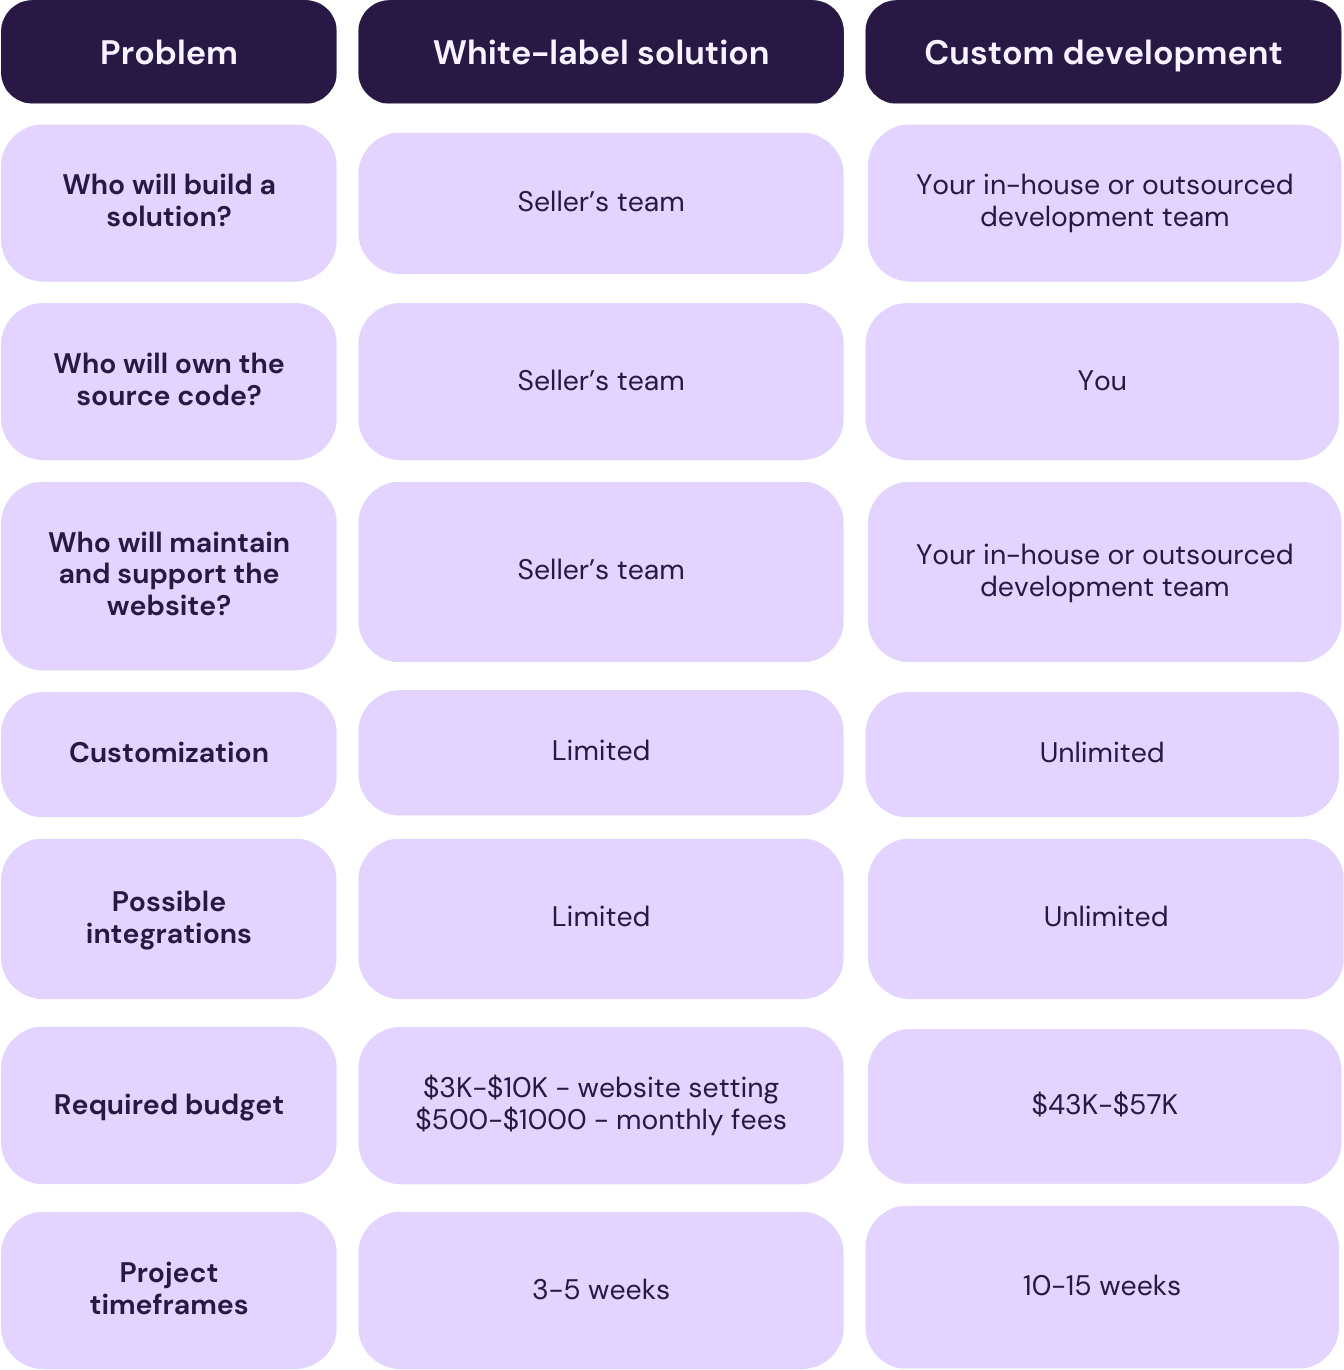 Problem
White-label solution
Custom development
Who will build a
solution?
Seller’s team
Your in-house or outsourced
development team
Who will own the
source code?
Seller’s team
You
Who will maintain
and support the
website?
Seller’s team
Your in-house or outsourced
development team
Customization
Limited
Unlimited
Possible
integrations
Limited
Unlimited
Required budget
$3K-$10K - website setting
$500-$1000 - monthly fees
$43K-$57K
Project
timeframes
3-5 weeks
10-15 weeks